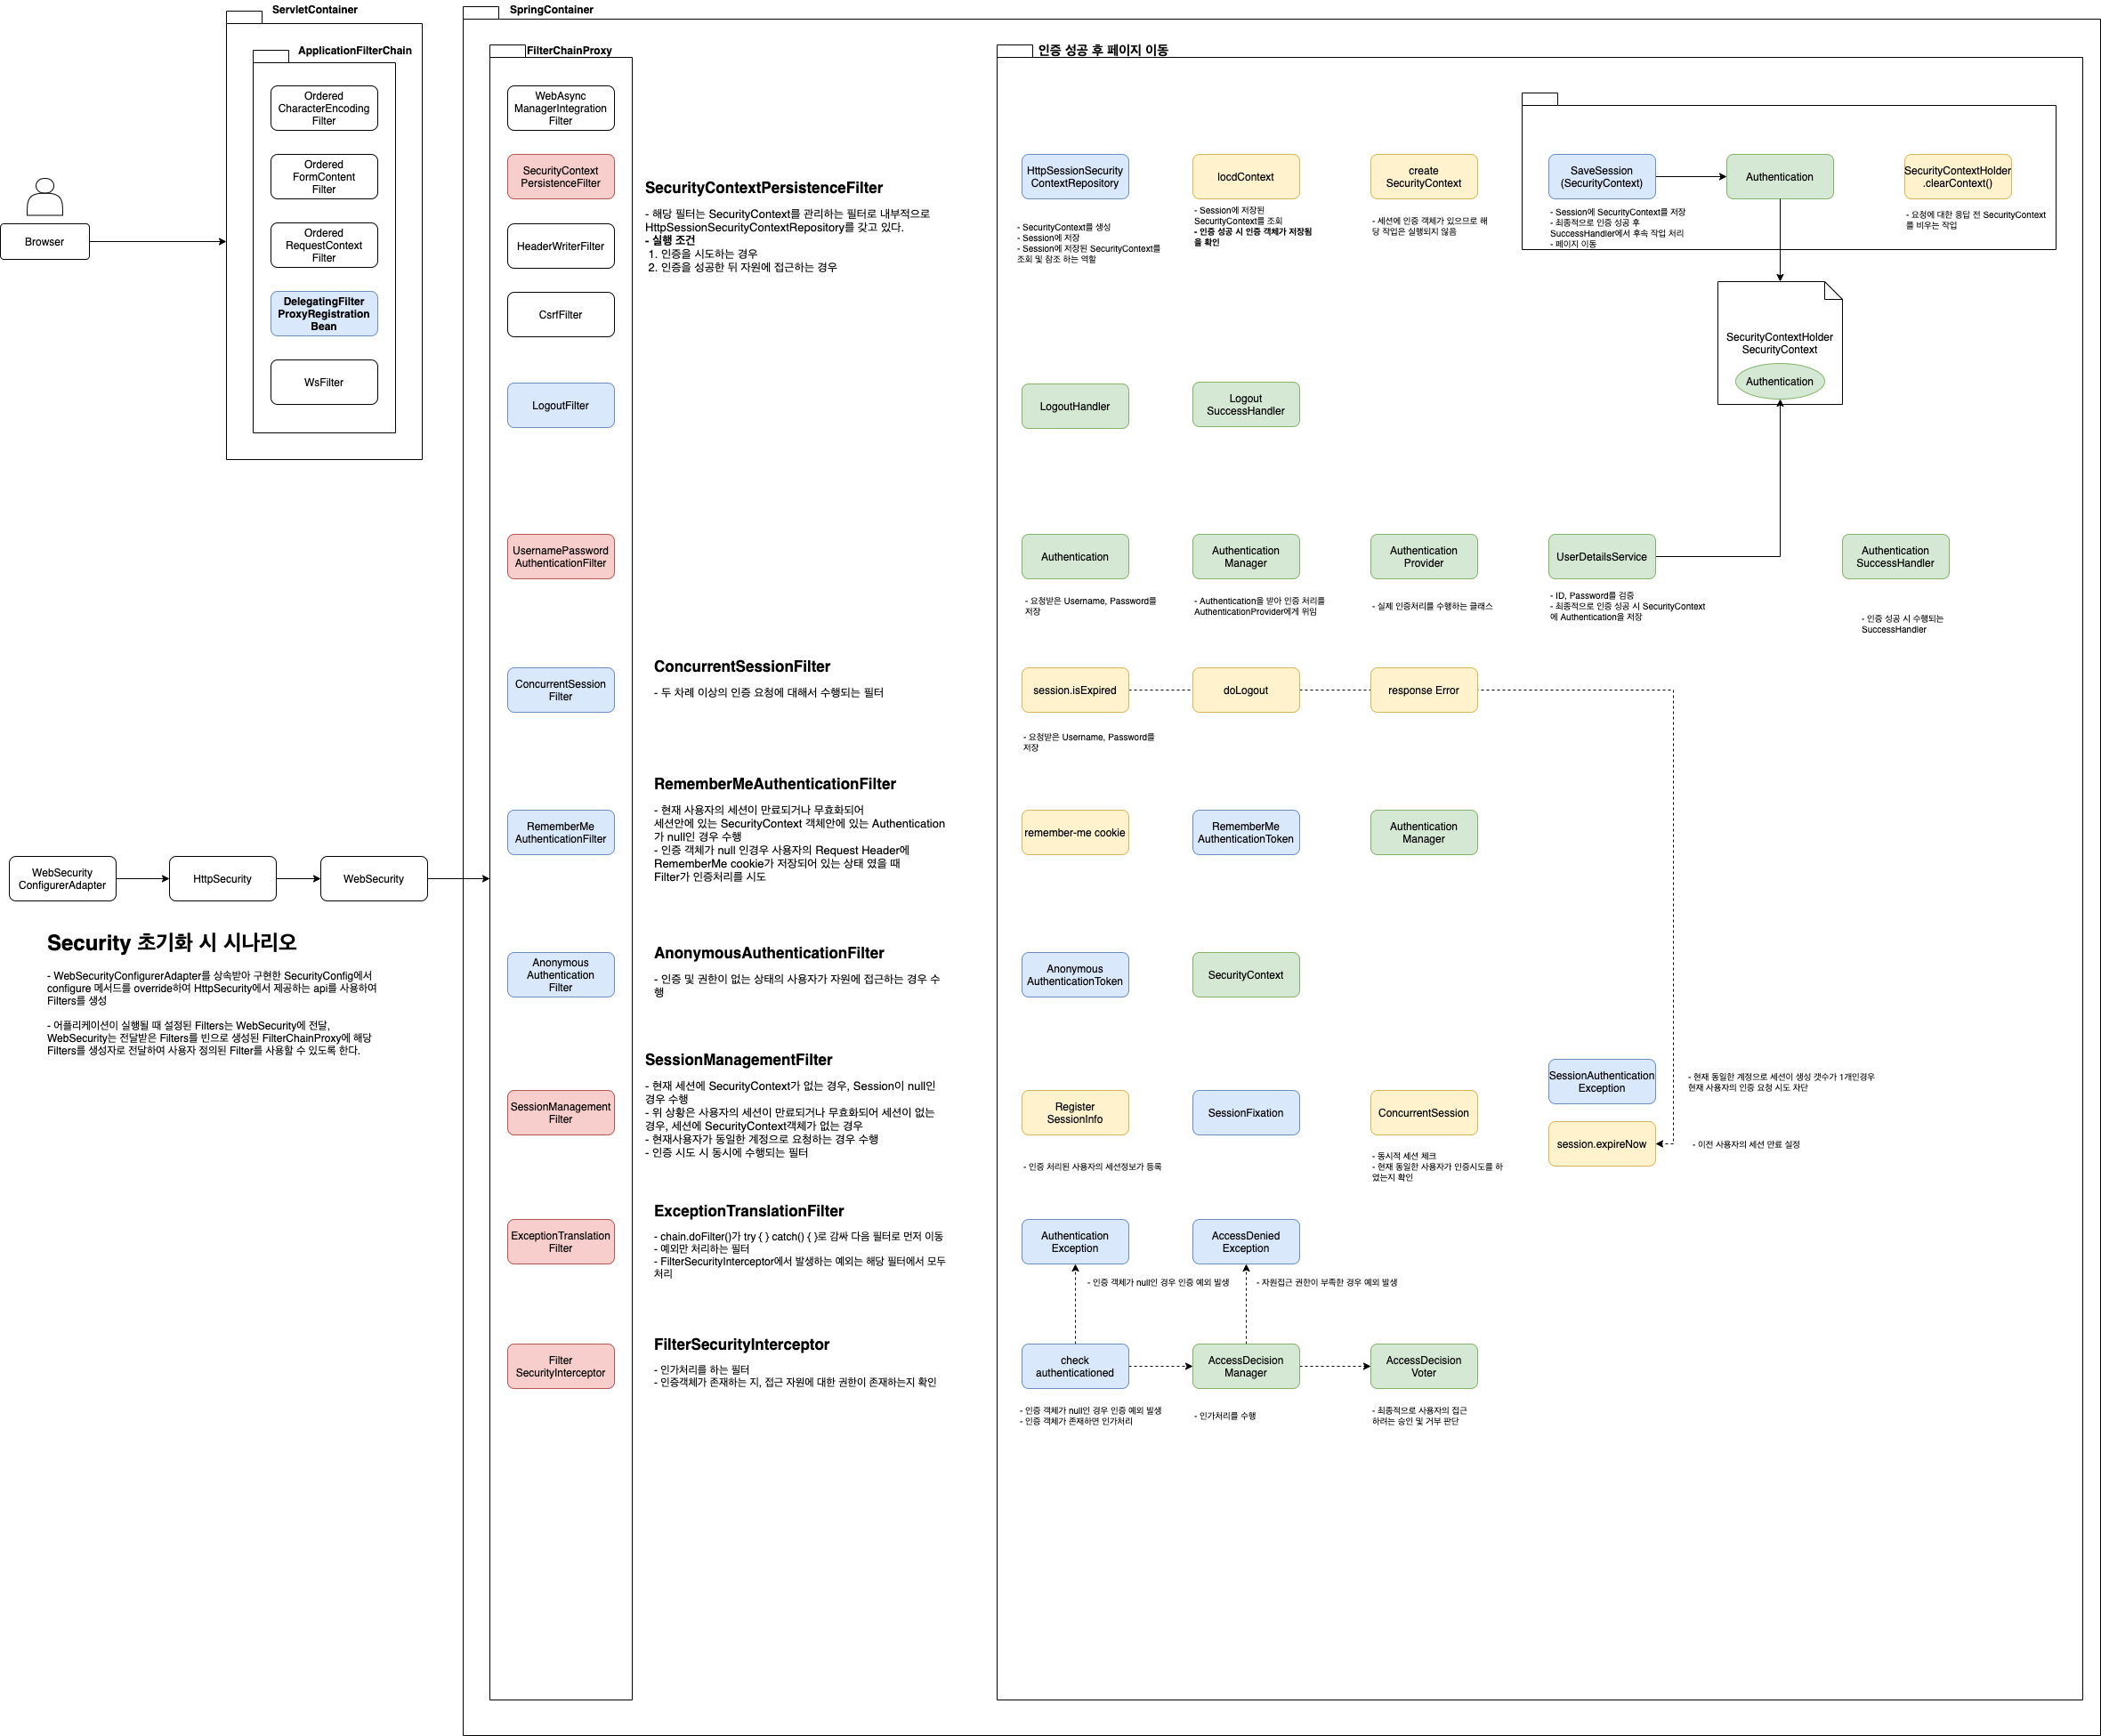 ServletContainer
ApplicationFilterChain
Ordered
CharacterEncoding
Filter
Ordered
FormContent
Filter
Ordered
RequestContext
Filter
DelegatingFilter
ProxyRegistration
Bean
WsFilter
Browser
WebSecurity
ConfigurerAdapter
HttpSecurity
WebSecurity
Security 초기화 시 시나리오
- WebSecurityConfigurerAdapter를 상속받아 구현한 SecurityConfig에서
configure 메서드를 override하여 HttpSecurity에서 제공하는 api를 사용하여
Filters를 생성
- 어플리케이션이 실행될 때 설정된 Filters는 WebSecurity에 전달,
WebSecurity는 전달받은 Filters를 빈으로 생성된 FilterChainProxy에 해당
Filters를 생성자로 전달하여 사용자 정의된 Filter를 사용할 수 있도록 한다.
SpringContainer
FilterChainProxy
인증 성공 후 페이지 이동
WebAsync
ManagerIntegration
Filter
SecurityContext
PersistenceFilter
SecurityContextPersistenceFilter
- 해당 필터는 SecurityContext를 관리하는 필터로 내부적으로
HttpSessionSecurityContextRepository를 갖고 있다.
- 실행 조건
1. 인증을 시도하는 경우
2. 인증을 성공한 뒤 자원에 접근하는 경우
HttpSessionSecurity
ContextRepository
- SecurityContext를 생성
- Session에 저장
- Session에 저장된 SecurityContext를
조회 및 참조 하는 역할
locdContext
- Session에 저장된
SecurityContext를 조회
- 인증 성공 시 인증 객체가 저장됨
을 확인
create
SecurityContext
- 세션에 인증 객체가 있으므로 해
당 작업은 실행되지 않음
SaveSession
(SecurityContext)
- Session에 SecurityContext를 저장
- 최종적으로 인증 성공 후
SuccessHandler에서 후속 작업 처리
- 페이지 이동
Authentication
SecurityContextHolder
.clearContext()
- 요청에 대한 응답 전 SecurityContext
를 비우는 작업
HeaderWriterFilter
CsrfFilter
SecurityContextHolder
SecurityContext
Authentication
LogoutFilter
LogoutHandler
Logout
SuccessHandler
UsernamePassword
AuthenticationFilter
Authentication
- 요청받은 Username, Password를
저장
Authentication
Manager
- Authentication을 받아 인증 처리를
AuthenticationProvider에게 위임
Authentication
Provider
- 실제 인증처리를 수행하는 클래스
UserDetailsService
- ID, Password를 검증
- 최종적으로 인증 성공 시 SecurityContext
에 Authentication을 저장
Authentication
SuccessHandler
- 인증 성공 시 수행되는
SuccessHandler
ConcurrentSession
Filter
ConcurrentSessionFilter
- 두 차례 이상의 인증 요청에 대해서 수행되는 필터
session.isExpired
- 요청받은 Username, Password를
저장
doLogout
response Error
RememberMe
AuthenticationFilter
RememberMeAuthenticationFilter
- 현재 사용자의 세션이 만료되거나 무효화되어
세션안에 있는 SecurityContext 객체안에 있는 Authentication
가 null인 경우 수행
- 인증 객체가 null 인경우 사용자의 Request Header에
RememberMe cookie가 저장되어 있는 상태 였을 때
Filter가 인증처리를 시도
remember-me cookie
RememberMe
AuthenticationToken
Authentication
Manager
Anonymous
Authentication
Filter
AnonymousAuthenticationFilter
- 인증 및 권한이 없는 상태의 사용자가 자원에 접근하는 경우 수
행
Anonymous
AuthenticationToken
SecurityContext
SessionManagement
Filter
SessionManagementFilter
- 현재 세션에 SecurityContext가 없는 경우, Session이 null인
경우 수행
- 위 상황은 사용자의 세션이 만료되거나 무효화되어 세션이 없는
경우, 세션에 SecurityContext객체가 없는 경우
- 현재사용자가 동일한 계정으로 요청하는 경우 수행
- 인증 시도 시 동시에 수행되는 필터
Register
SessionInfo
- 인증 처리된 사용자의 세션정보가 등록
SessionFixation
ConcurrentSession
- 동시적 세션 체크
- 현재 동일한 사용자가 인증시도를 하
였는지 확인
SessionAuthentication
Exception
- 현재 동일한 계정으로 세션이 생성 갯수가 1개인경우
현재 사용자의 인증 요청 시도 차단
session.expireNow
- 이전 사용자의 세션 만료 설정
ExceptionTranslation
Filter
ExceptionTranslationFilter
- chain.doFilter()가 try { } catch() { }로 감싸 다음 필터로 먼저 이동
- 예외만 처리하는 필터
- FilterSecurityInterceptor에서 발생하는 예외는 해당 필터에서 모두
처리
Authentication
Exception
- 인증 객체가 null인 경우 인증 예외 발생
AccessDenied
Exception
- 자원접근 권한이 부족한 경우 예외 발생
Filter
SecurityInterceptor
FilterSecurityInterceptor
- 인가처리를 하는 필터
- 인증객체가 존재하는 지, 접근 자원에 대한 권한이 존재하는지 확인
check
authenticationed
- 인증 객체가 null인 경우 인증 예외 발생
- 인증 객체가 존재하면 인가처리
AccessDecision
Manager
- 인가처리를 수행
AccessDecision
Voter
- 최종적으로 사용자의 접근
하려는 승인 및 거부 판단